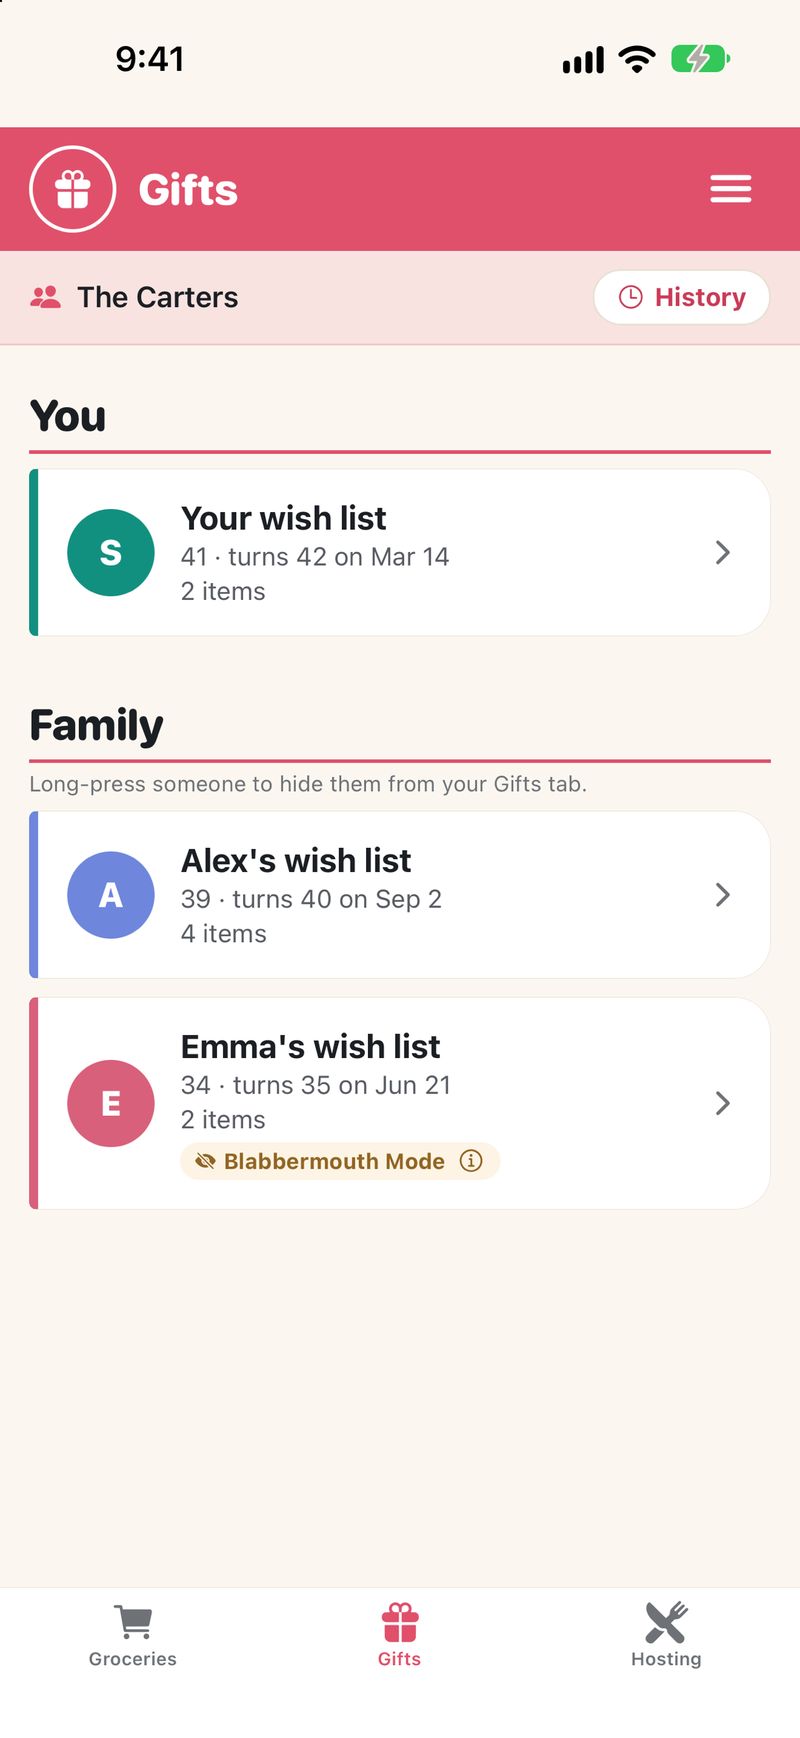 9:41
Gifts
The Carters
History
You
S
Your wish list
41 · turns 42 on Mar 14
2 items
Family
Long-press someone to hide them from your Gifts tab.
A
Alex's wish list
39 · turns 40 on Sep 2
4 items
E
Emma's wish list
34 · turns 35 on Jun 21
2 items
Blabbermouth Mode
Groceries
Gifts
Hosting